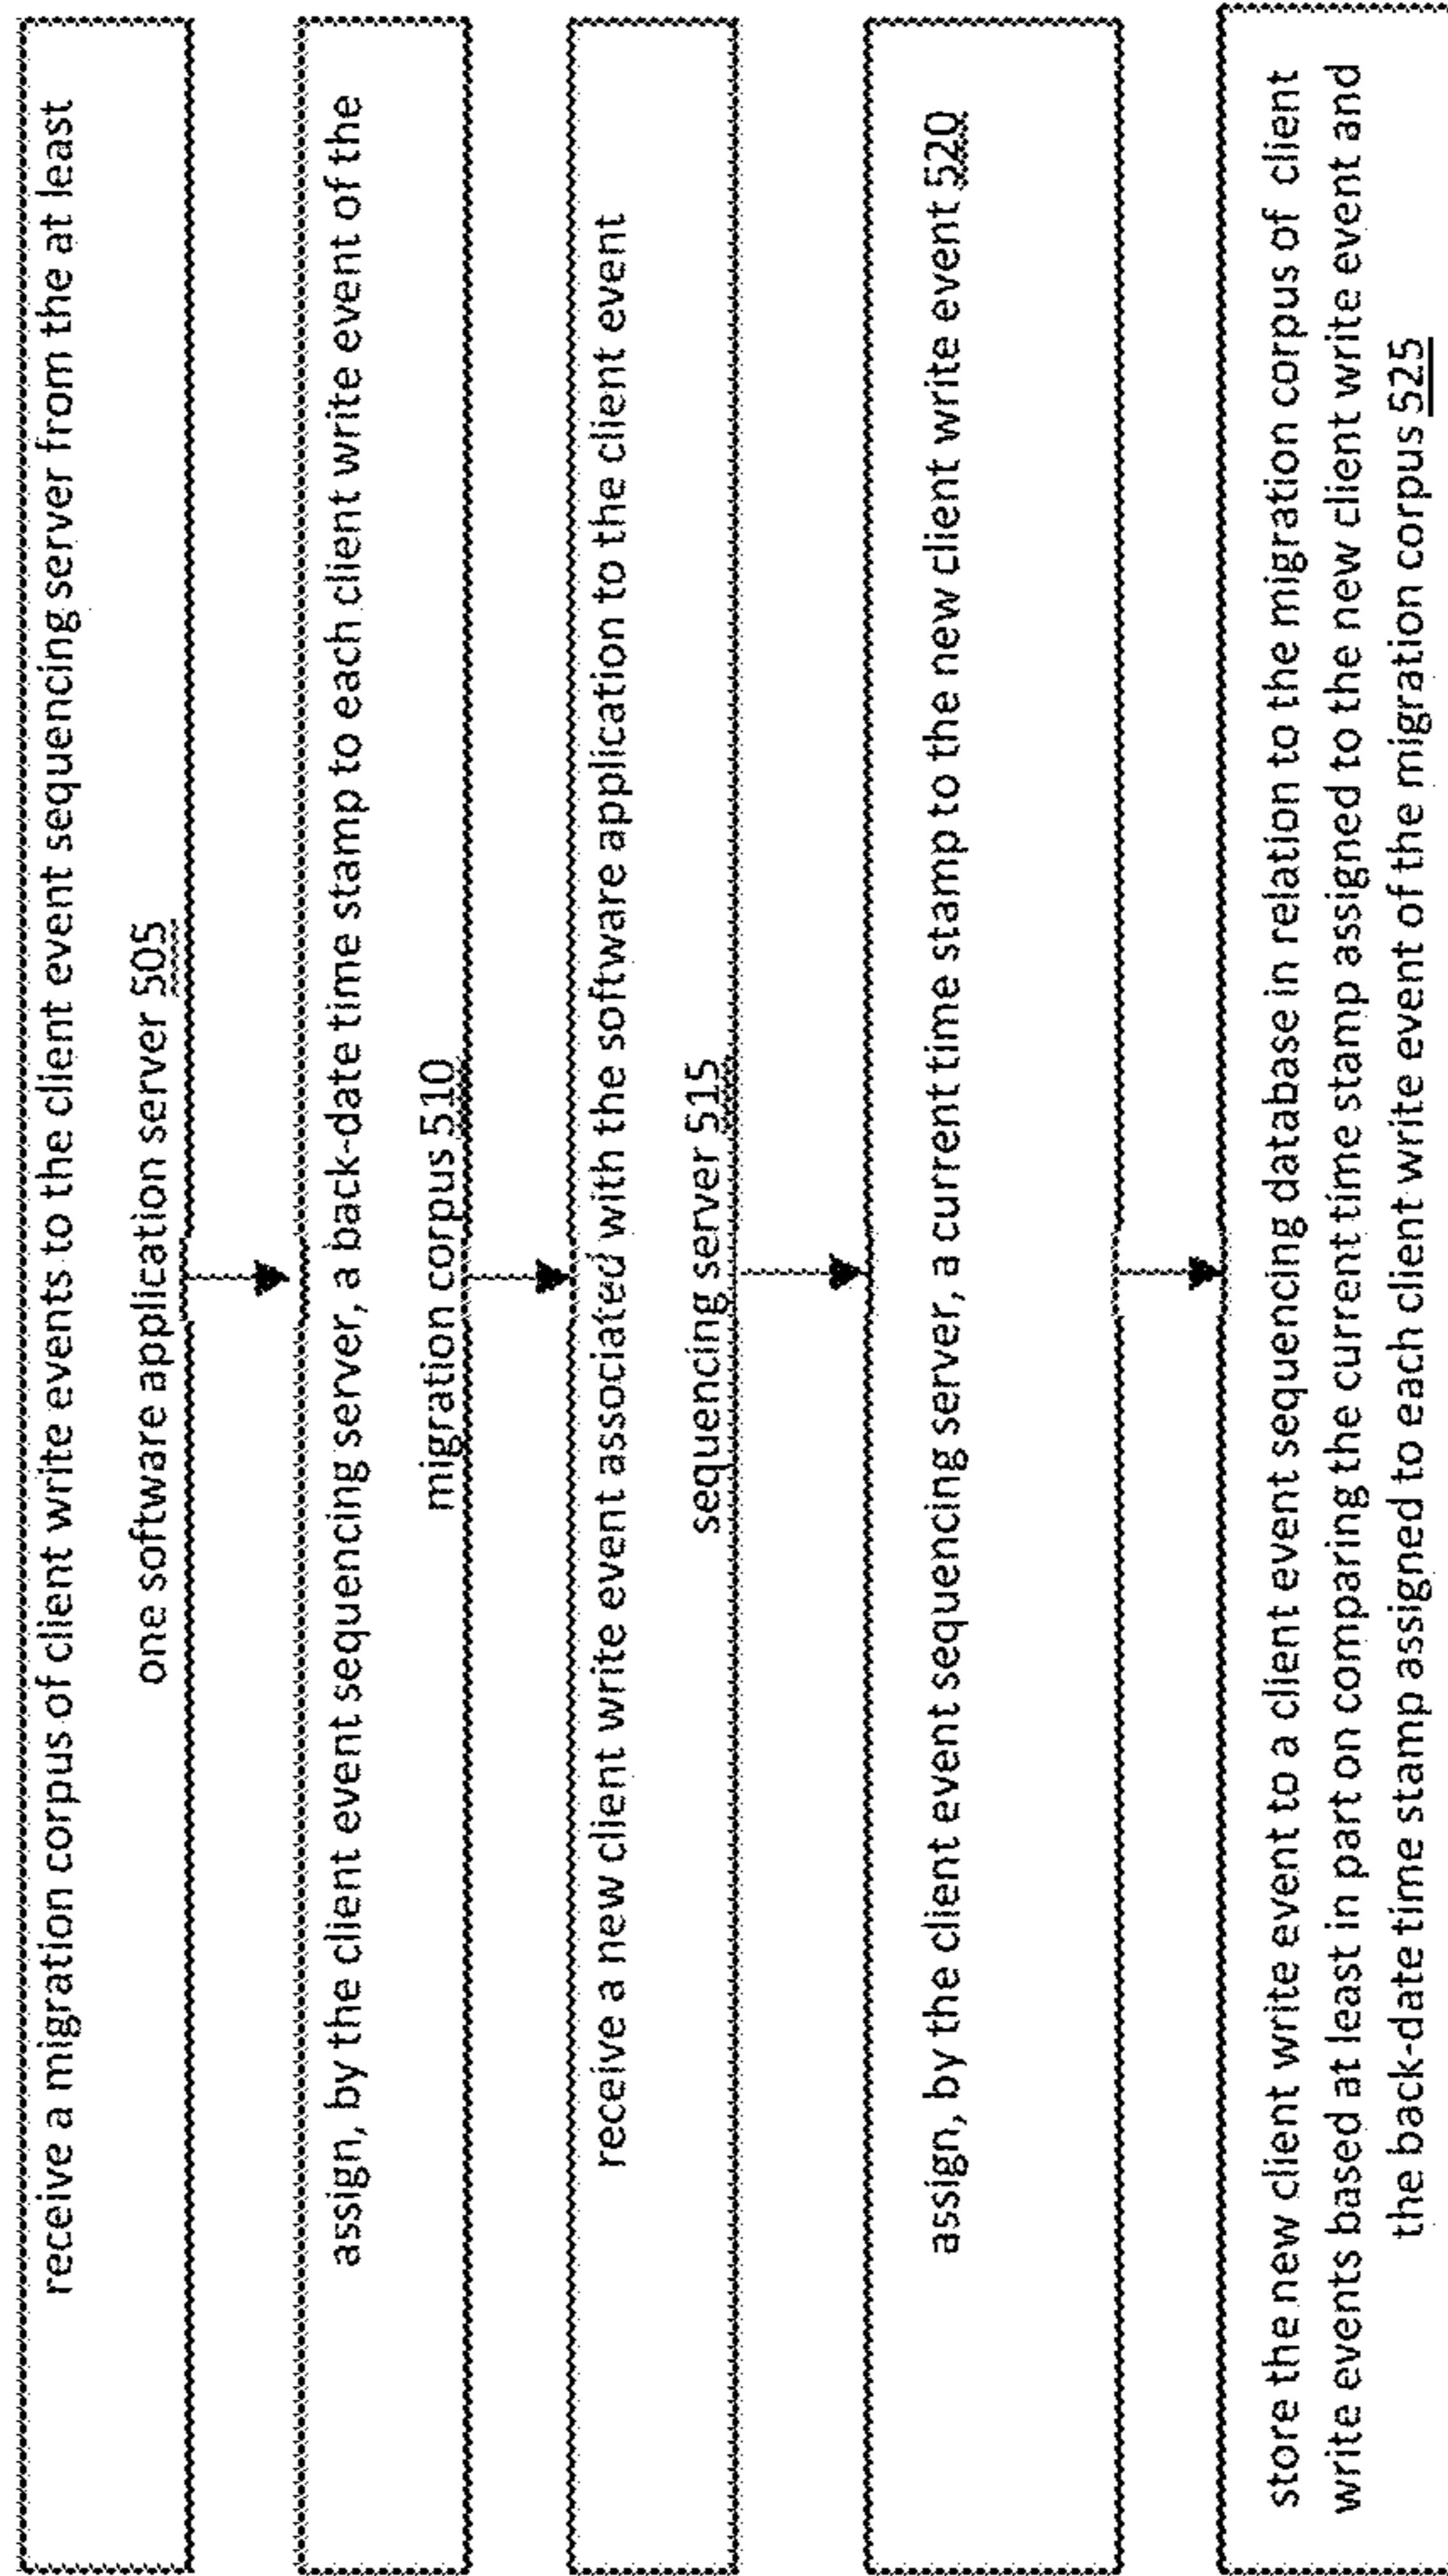 receive a migration corpus of client write events to the client event sequencing server from the at least
one software application server 505
assign, by the client event sequencing server, a back-date time stamp to each client write event of the
migration corpus 510
receive a new client write event associated with the software application to the client event
sequencing server 515
assign, by the client event sequencing server, a current time stamp to the new client write event 520
store the new client write event to a client event sequencing database in relation to the migration corpus of client
write events based at least in part on comparing the current time stamp assigned to the new client write event and
the back-date time stamp assigned to each client write event of the migration corpus 525